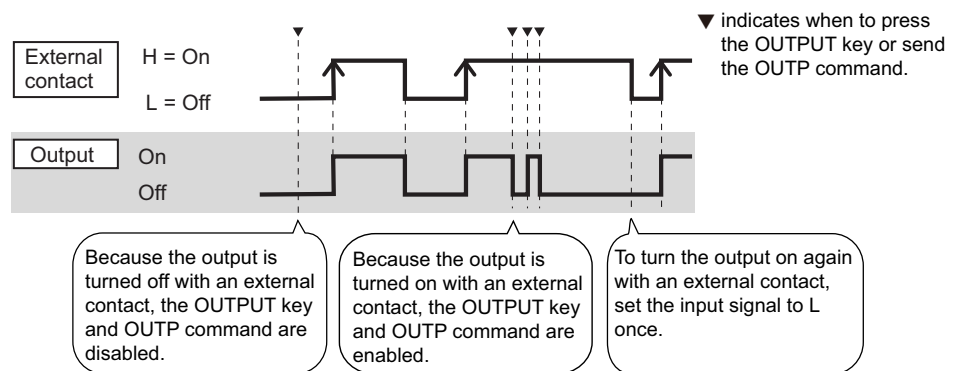 ▼ indicates when to press
the OUTPUT key or send
the OUTP command.
External
contact
H = On
L = Off
Output
On
Off
Because the output is
turned off with an external
contact, the OUTPUT key
and OUTP command are
disabled.
Because the output is
turned on with an external
contact, the OUTPUT key
and OUTP command are
enabled.
To turn the output on again
with an external contact,
set the input signal to L
once.